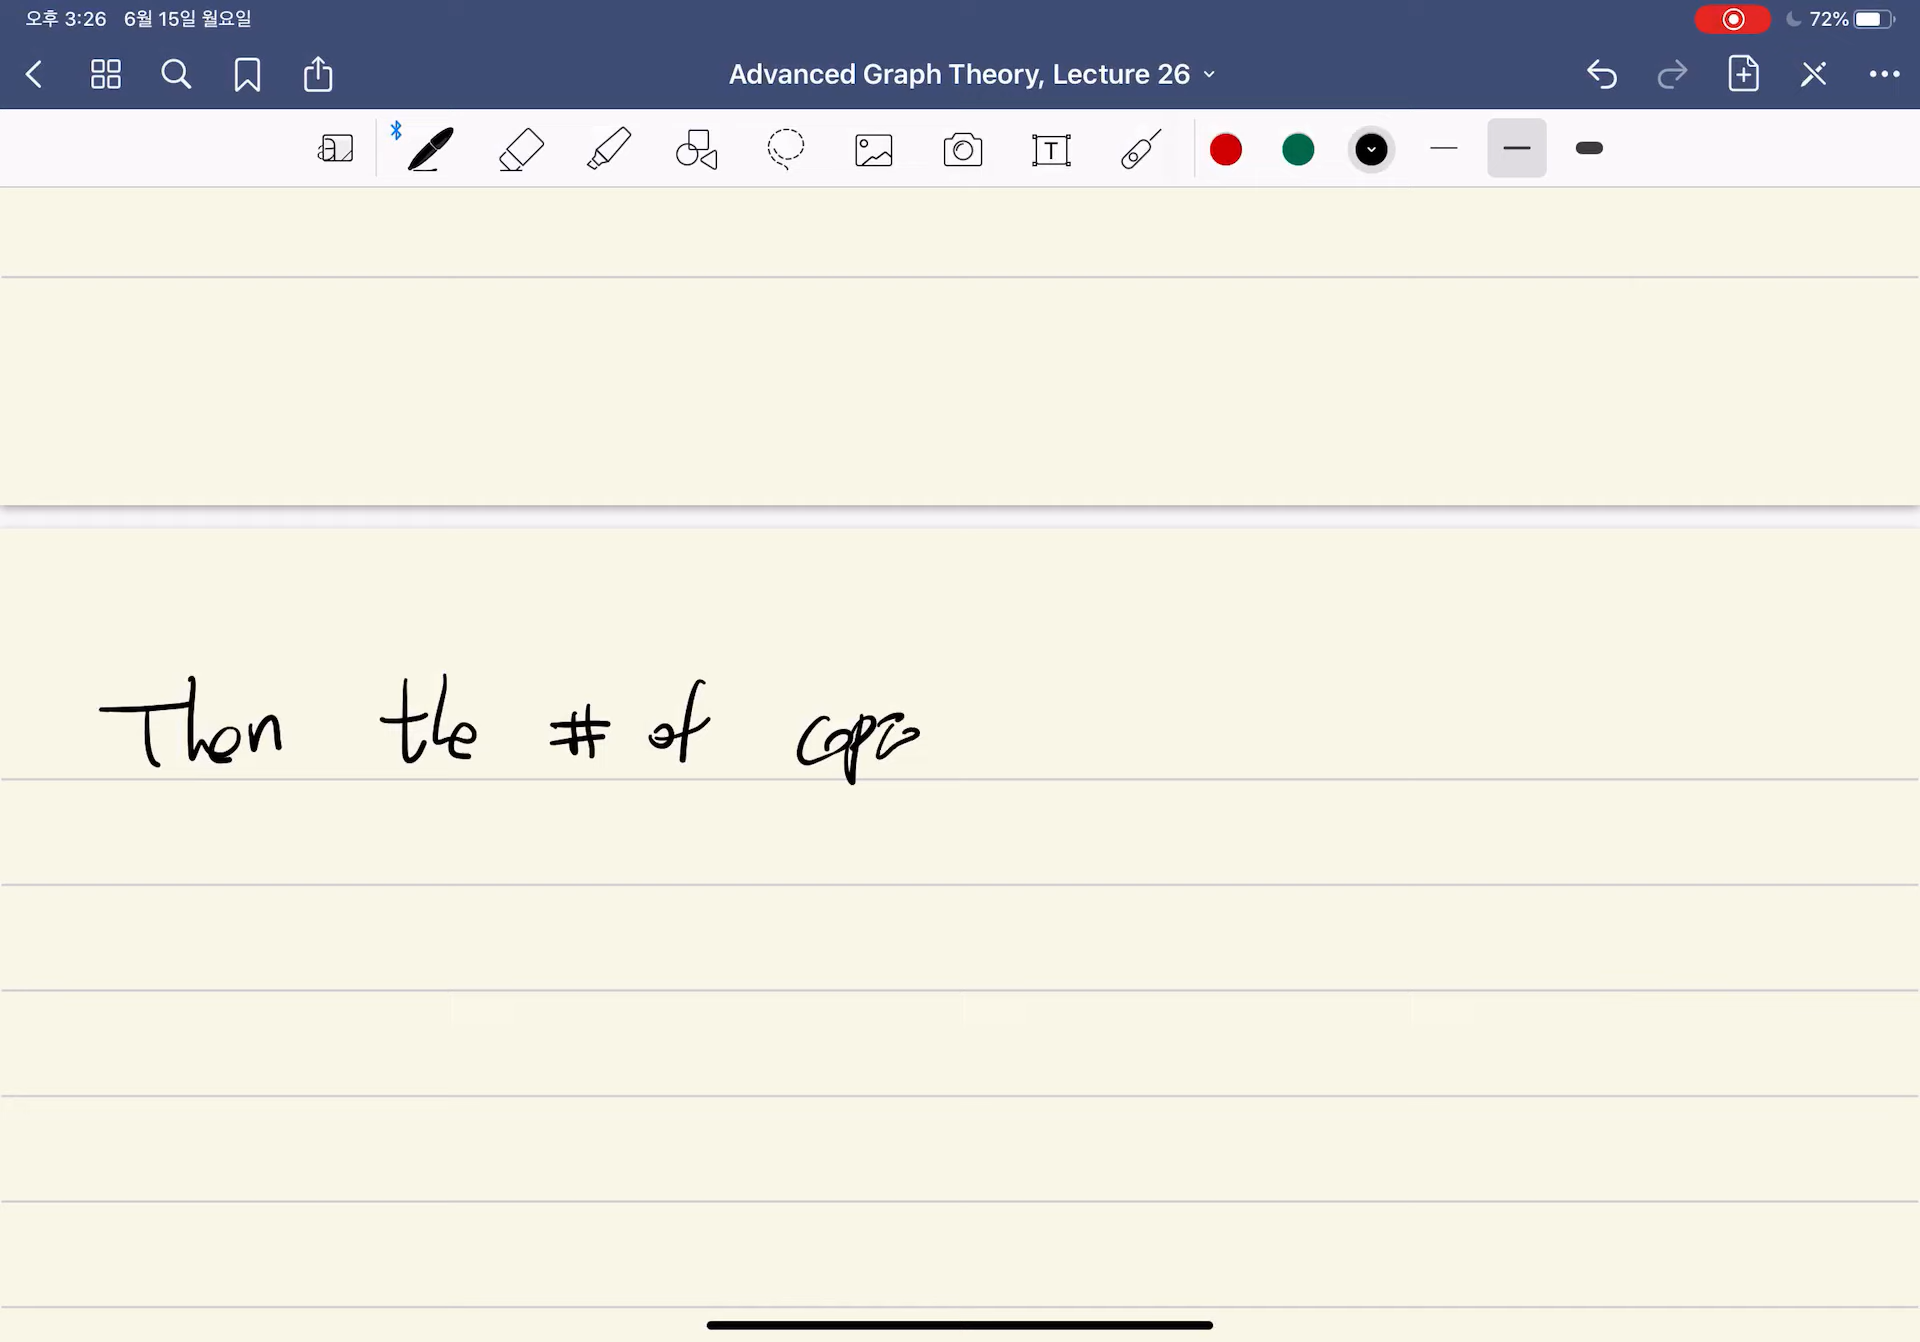 오후 3:26 6월 15일 월요일 72%
Advanced Graph Theory, Lecture 26
Then the # of copie